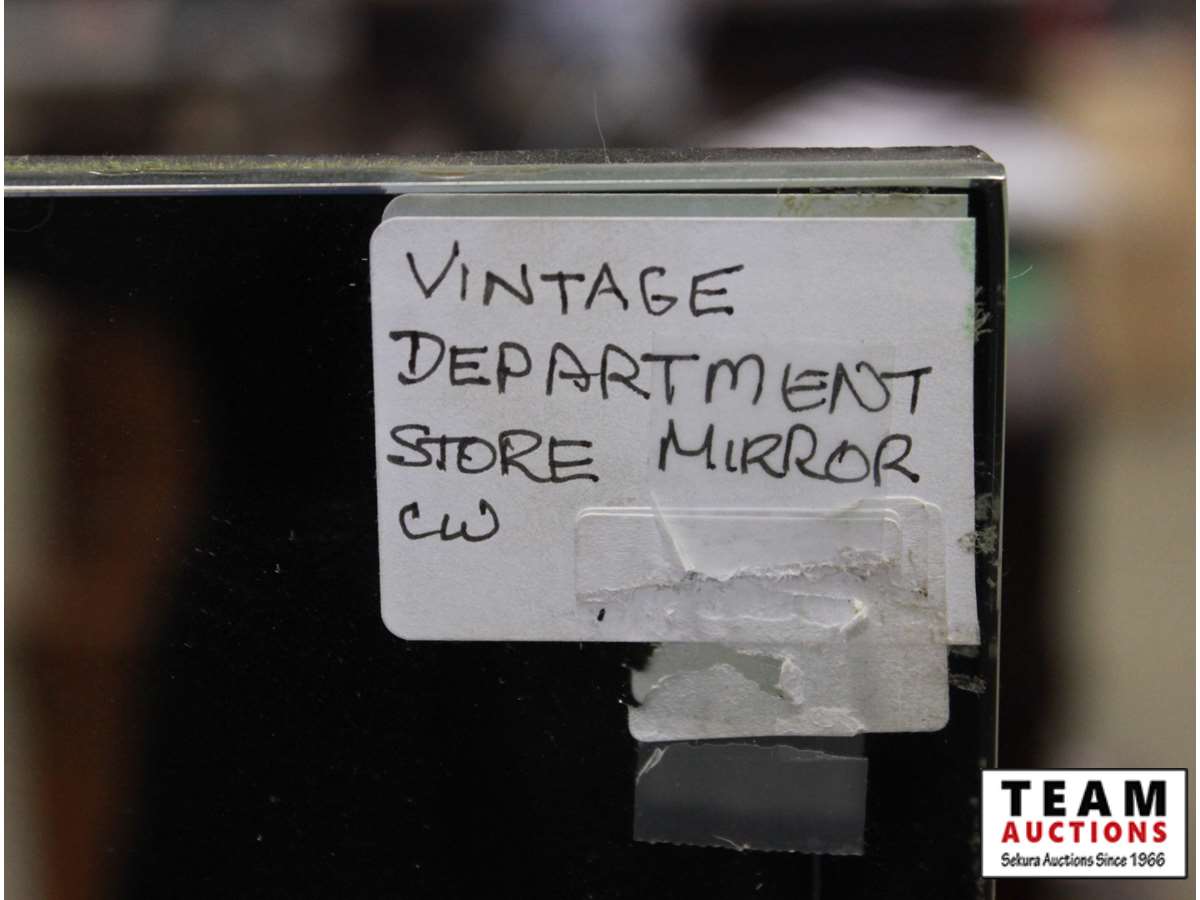 VINTAGE
DEPARTMENT
STORE MIRROR
CW
TEAM
AUCTIONS
Sekura Auctions Since 1966